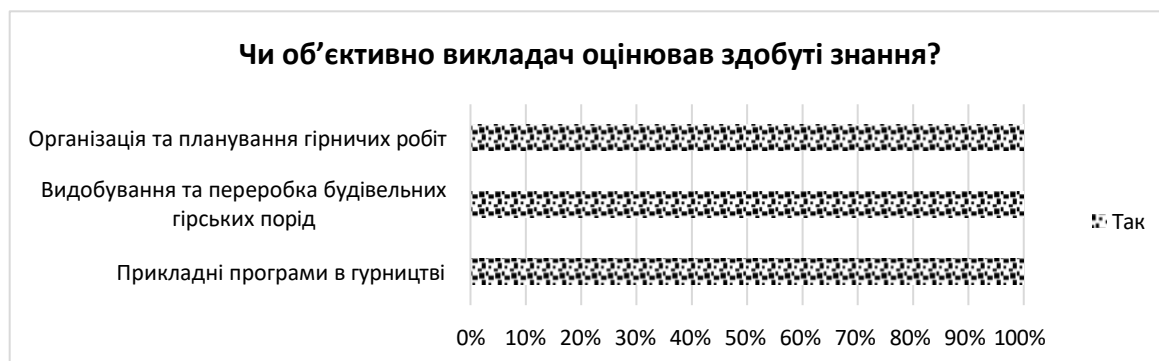 Чи об’єктивно викладач оцінював здобуті знання?
Організація та планування гірничих робіт
Видобування та переробка будівельних
гірських порід
Прикладні програми в гурництві
Так
0% 10% 20% 30% 40% 50% 60% 70% 80% 90% 100%